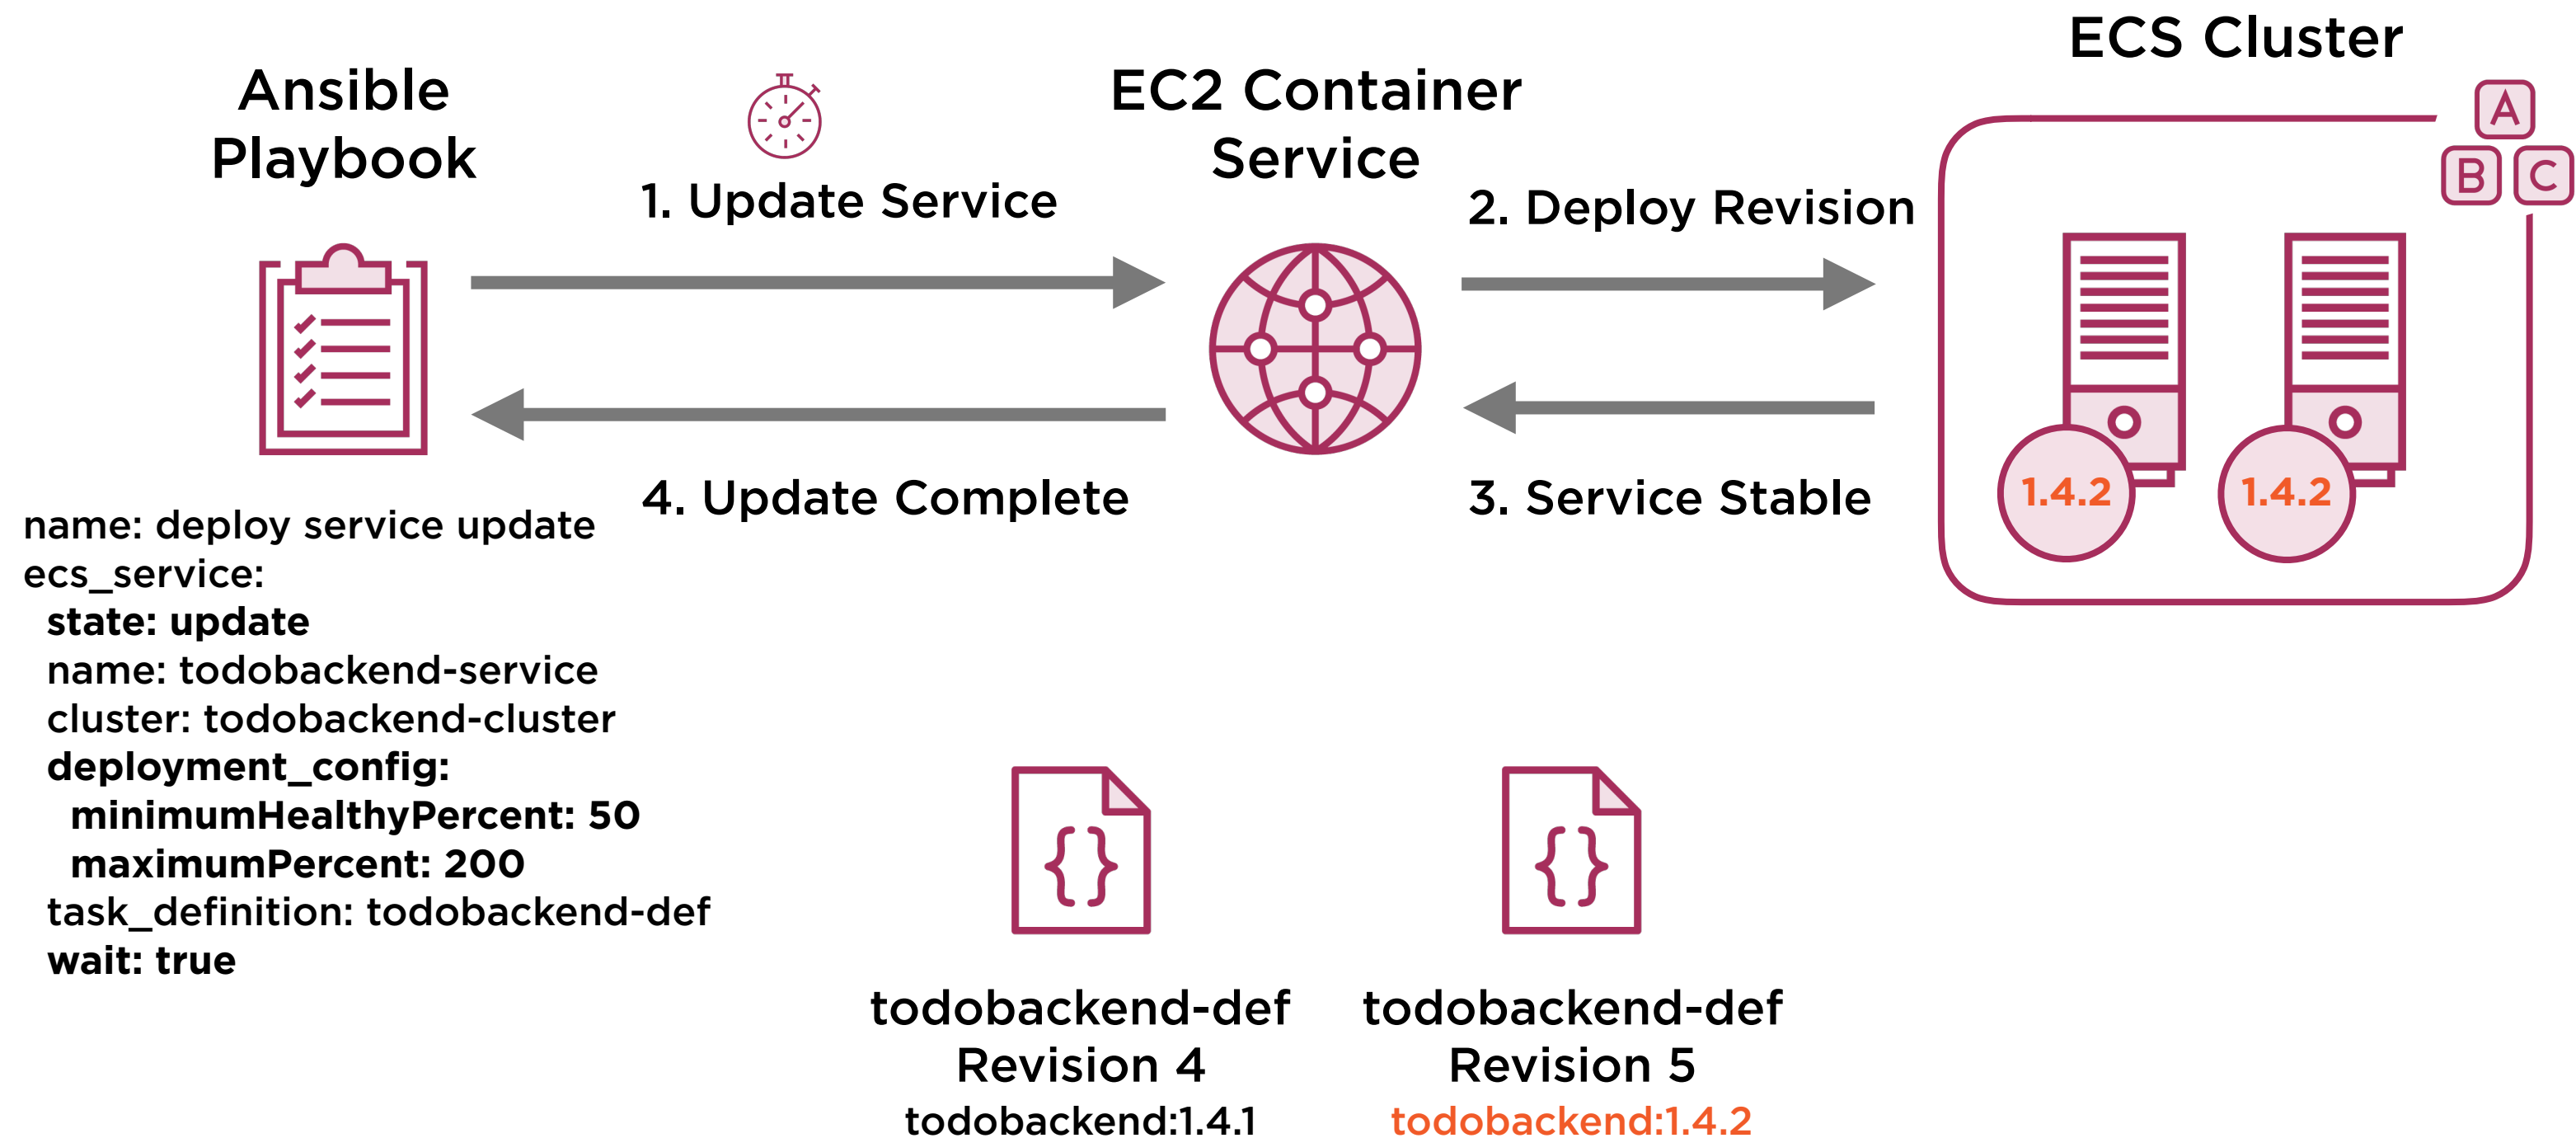 Ansible
Playbook
1. Update Service
EC2 Container
Service
2. Deploy Revision
ECS Cluster
A
B
C
4. Update Complete
3. Service Stable
1.4.2
1.4.2
name: deploy service update
ecs_service:
state: update
name: todobackend-service
cluster: todobackend-cluster
deployment_config:
minimumHealthyPercent: 50
maximumPercent: 200
task_definition: todobackend-def
wait: true
{}
todobackend-def
Revision 4
todobackend:1.4.1
{}
todobackend-def
Revision 5
todobackend:1.4.2